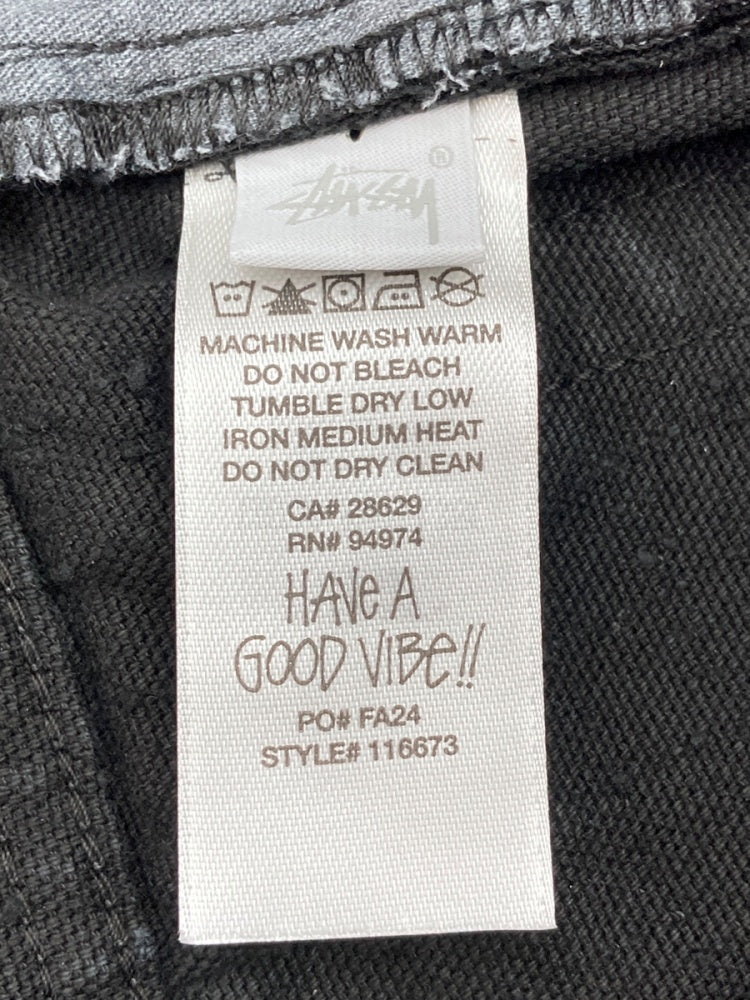 STÜSSY ®
MACHINE WASH WARM
DO NOT BLEACH
TUMBLE DRY LOW
IRON MEDIUM HEAT
DO NOT DRY CLEAN
CA# 28629
RN# 94974
HAVe A
GOOD VIBe!!
PO# FA24
STYLE# 116673